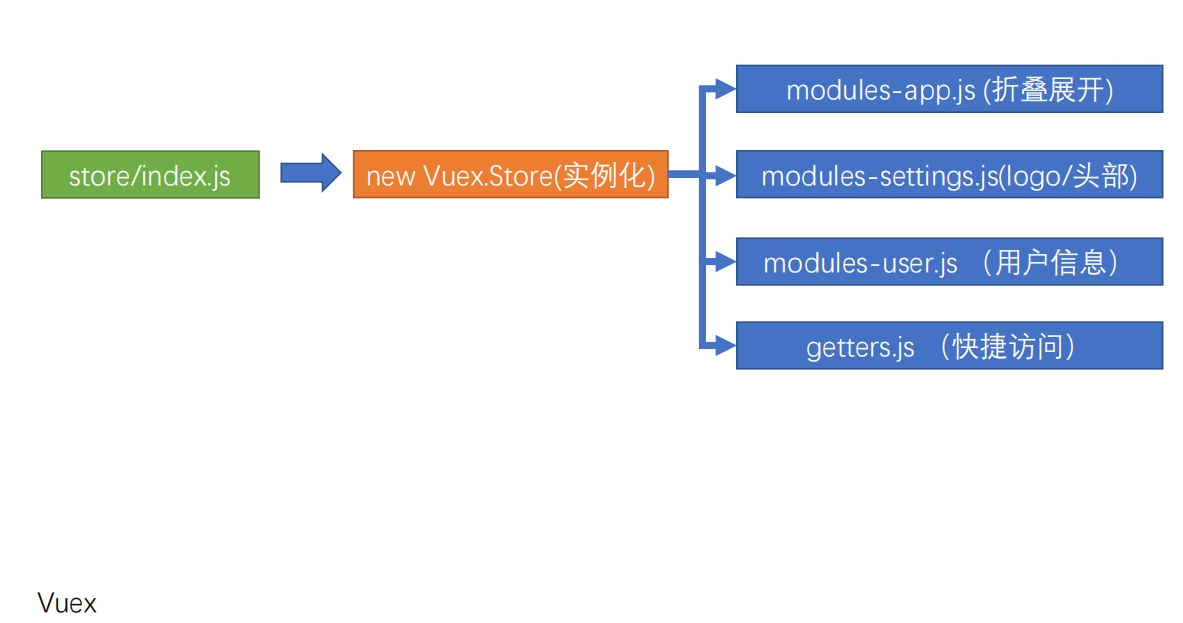 modules-app.js (折叠展开)
store/index.js
new Vuex.Store(实例化)
modules-settings.js(logo/头部)
modules-user.js （用户信息）
getters.js （快捷访问）
Vuex